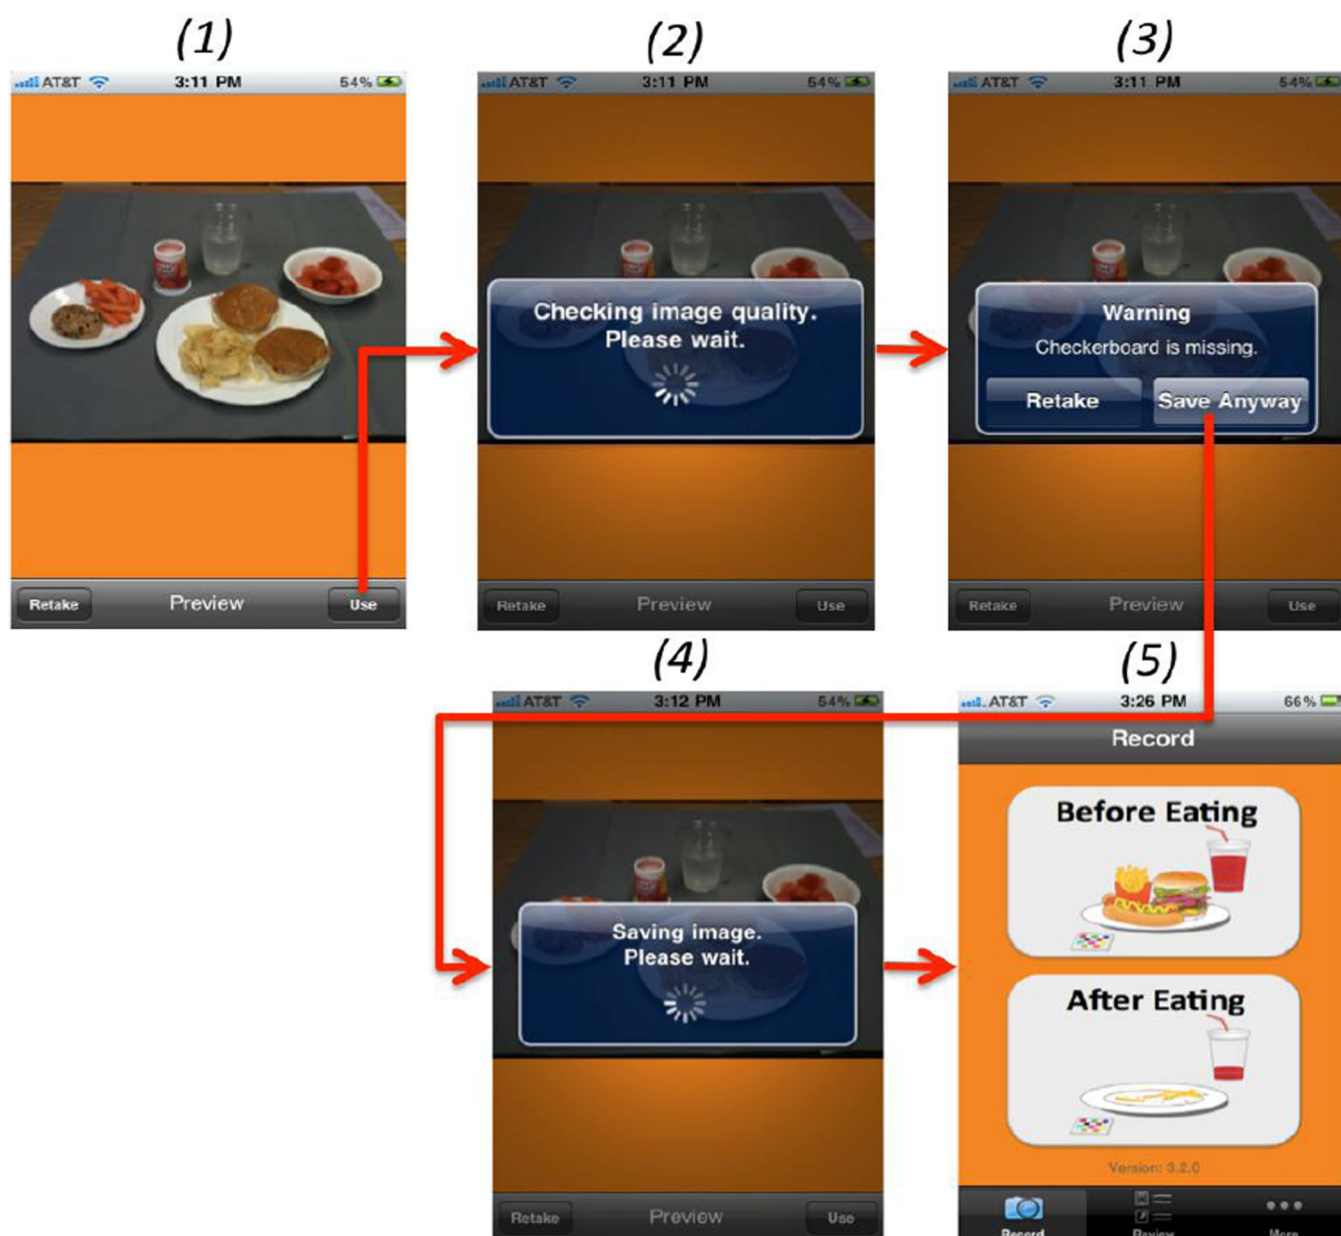 (1)
AT&T 3:11 PM 54%
Retake Preview Use
(2)
AT&T 3:11 PM 54%
Checking image quality.
Please wait.
Retake Preview Use
(3)
AT&T 3:11 PM 54%
Warning
Checkerboard is missing.
Retake Save Anyway
Retake Preview Use
(4)
AT&T 3:12 PM 54%
Saving image.
Please wait.
Retake Preview Use
(5)
AT&T 3:26 PM 66%
Record
Before Eating
After Eating
Version: 3.2.0
Record Review More